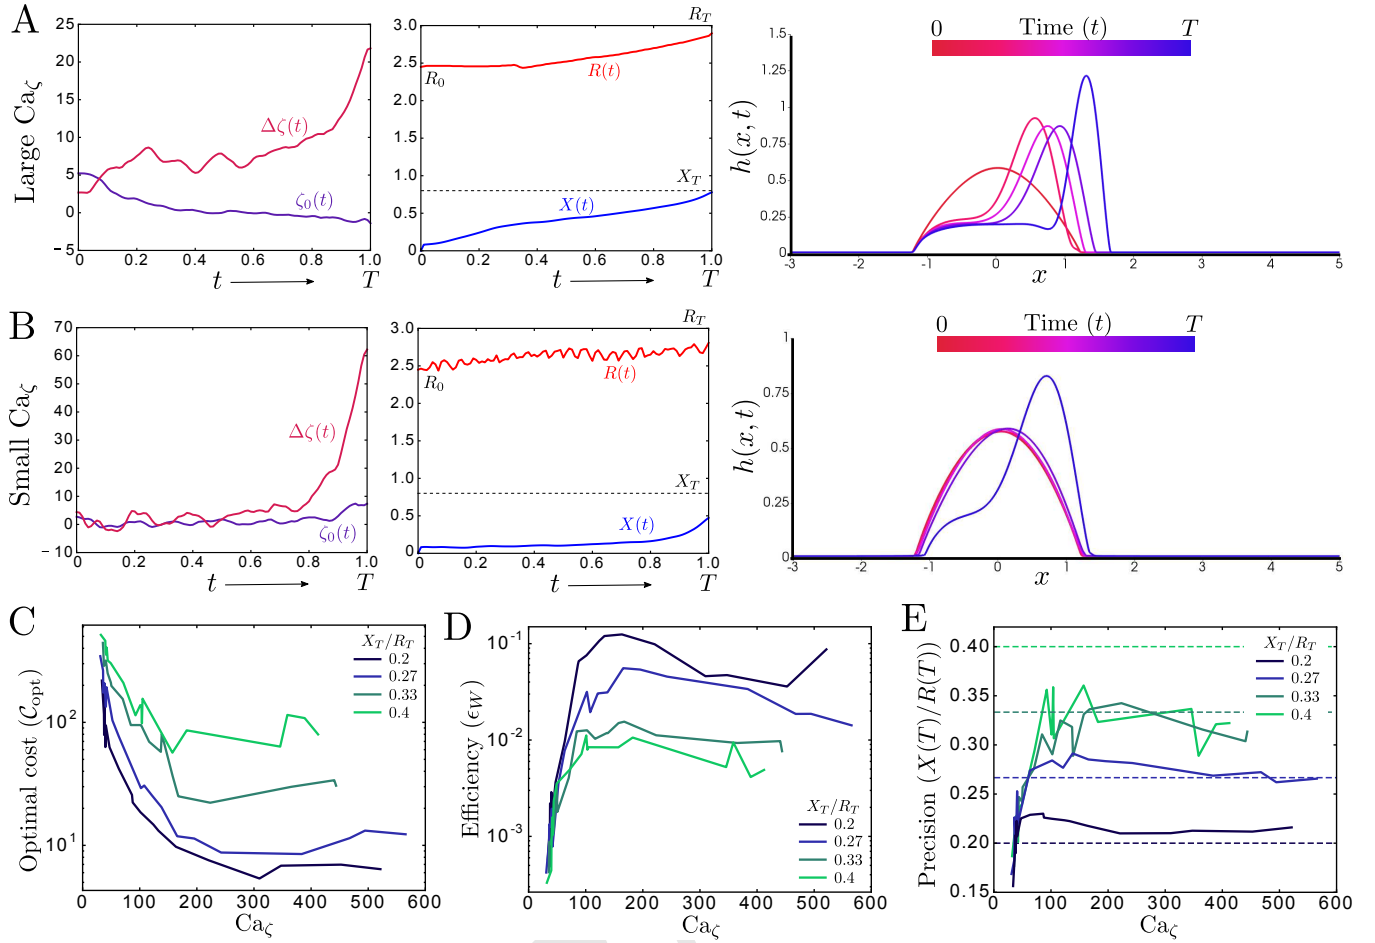 A
Large Ca_ζ
25
20
15
10
5
0
−5
Δζ(t)
ζ_0(t)
0 0.2 0.4 0.6 0.8 1.0
t T
3.0
2.5
2.0
1.5
1.0
0.5
0
R_T
R_0
R(t)
X_T
X(t)
0 0.2 0.4 0.6 0.8 1.0
t T
0 Time (t) T
h(x, t)
1.5
1.25
1
0.75
0.5
0.25
0
-3 -2 -1 0 1 2 3 4 5
x
B
Small Ca_ζ
70
60
50
40
30
20
10
0
−10
Δζ(t)
ζ_0(t)
0 0.2 0.4 0.6 0.8 1.0
t T
3.0
2.5
2.0
1.5
1.0
0.5
0
R_T
R_0
R(t)
X_T
X(t)
0 0.2 0.4 0.6 0.8 1.0
t T
0 Time (t) T
h(x, t)
1
0.75
0.5
0.25
0
-3 -2 -1 0 1 2 3 4 5
x
C
Optimal cost (𝒞_opt)
10^2
10^1
X_T/R_T
0.2
0.27
0.33
0.4
0 100 200 300 400 500 600
Ca_ζ
D
Efficiency (ϵ_W)
10^-1
10^-2
10^-3
X_T/R_T
0.2
0.27
0.33
0.4
0 100 200 300 400 500 600
Ca_ζ
E
Precision (X(T)/R(T))
0.40
0.35
0.30
0.25
0.20
0.15
X_T/R_T
0.2
0.27
0.33
0.4
0 100 200 300 400 500 600
Ca_ζ